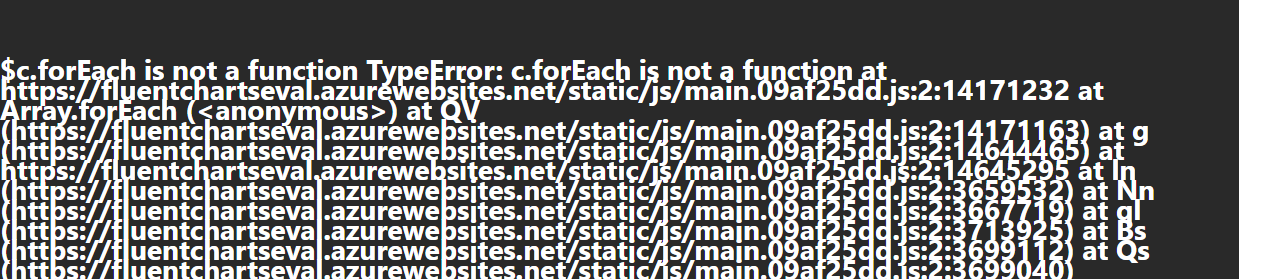 $c.forEach is not a function TypeError: c.forEach is not a function at
https://fluentchartseval.azurewebsites.net/static/js/main.09af25dd.js:2:14171232 at
Array.forEach (<anonymous>) at QV
(https://fluentchartseval.azurewebsites.net/static/js/main.09af25dd.js:2:14171163) at g
(https://fluentchartseval.azurewebsites.net/static/js/main.09af25dd.js:2:14644465) at
https://fluentchartseval.azurewebsites.net/static/js/main.09af25dd.js:2:14645295 at ln
(https://fluentchartseval.azurewebsites.net/static/js/main.09af25dd.js:2:3659532) at Nn
(https://fluentchartseval.azurewebsites.net/static/js/main.09af25dd.js:2:3667719) at gl
(https://fluentchartseval.azurewebsites.net/static/js/main.09af25dd.js:2:3713925) at Bs
(https://fluentchartseval.azurewebsites.net/static/js/main.09af25dd.js:2:3699112) at Qs
(https://fluentchartseval.azurewebsites.net/static/js/main.09af25dd.js:2:3699040)